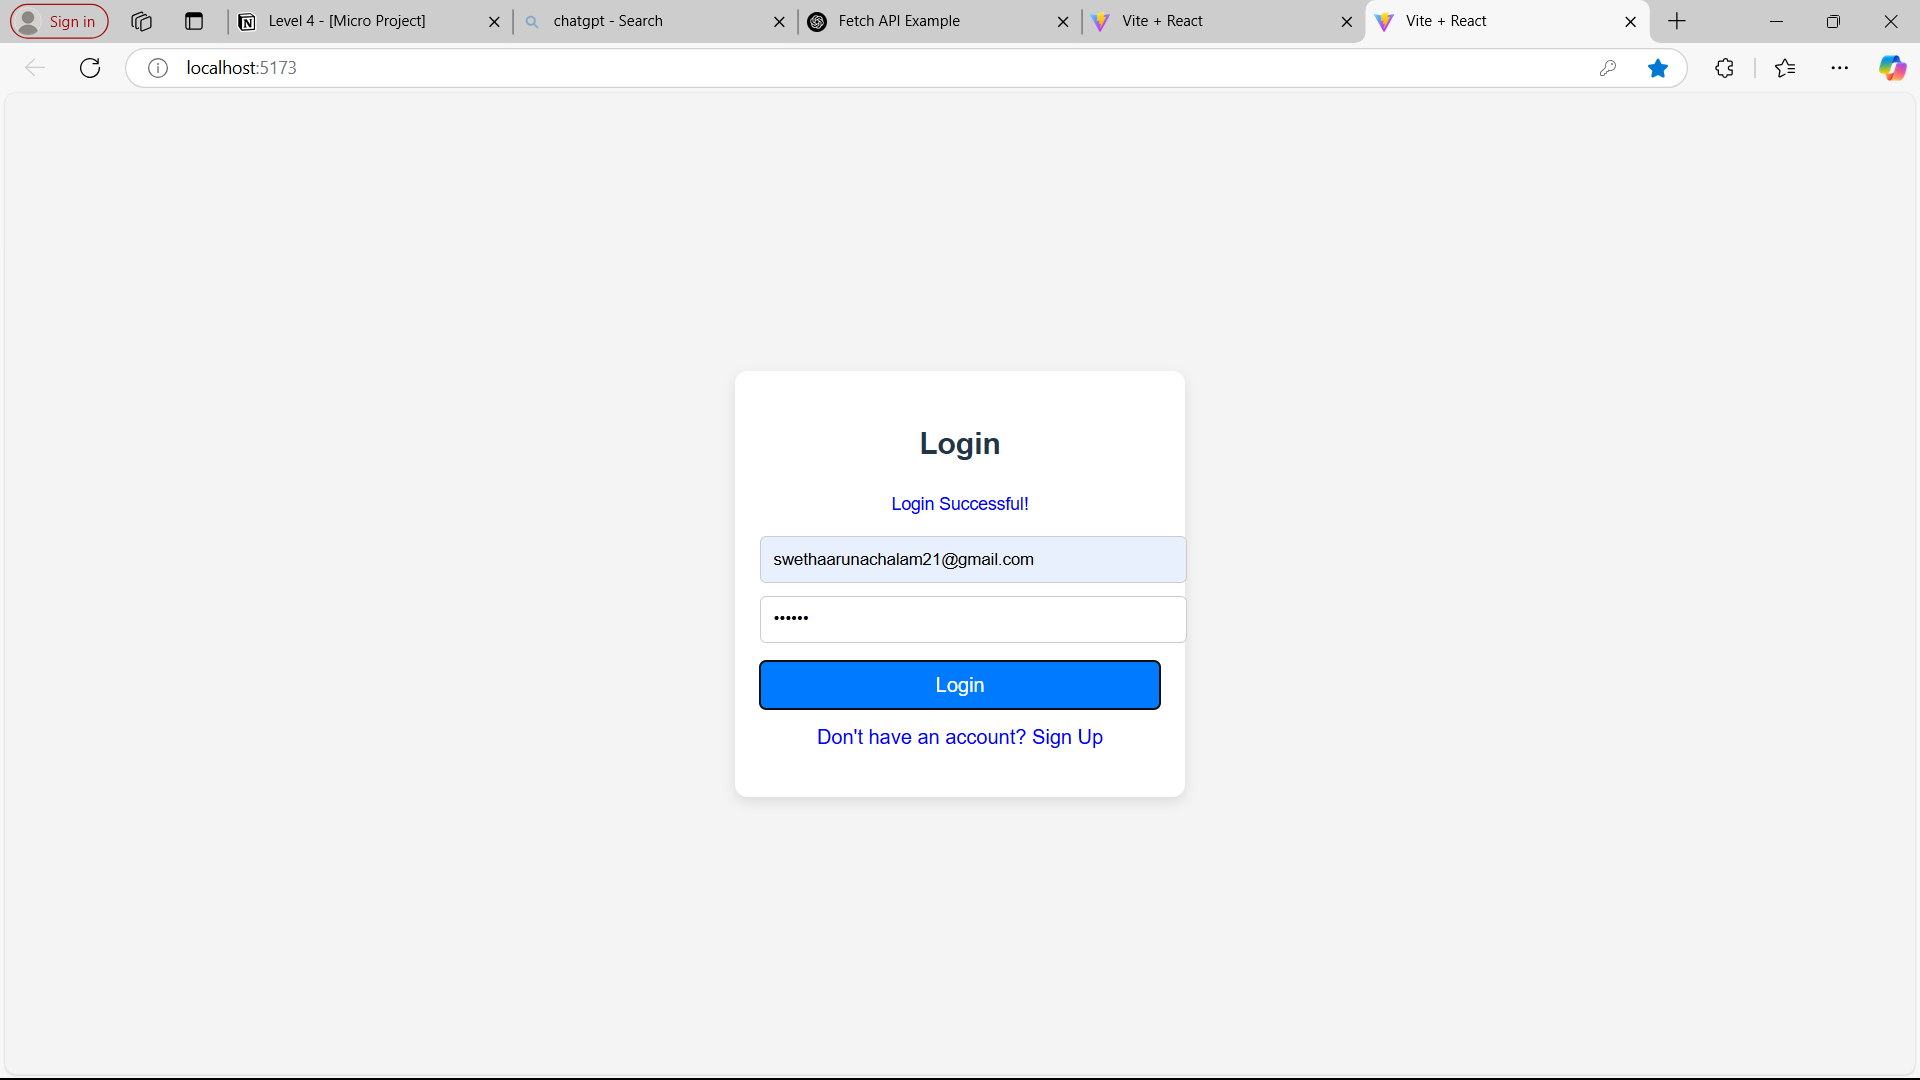 Sign in
Level 4 - [Micro Project]
chatgpt - Search
Fetch API Example
Vite + React
Vite + React
localhost:5173
Login
Login Successful!
swethaarunachalam21@gmail.com
••••••
Login
Don't have an account? Sign Up